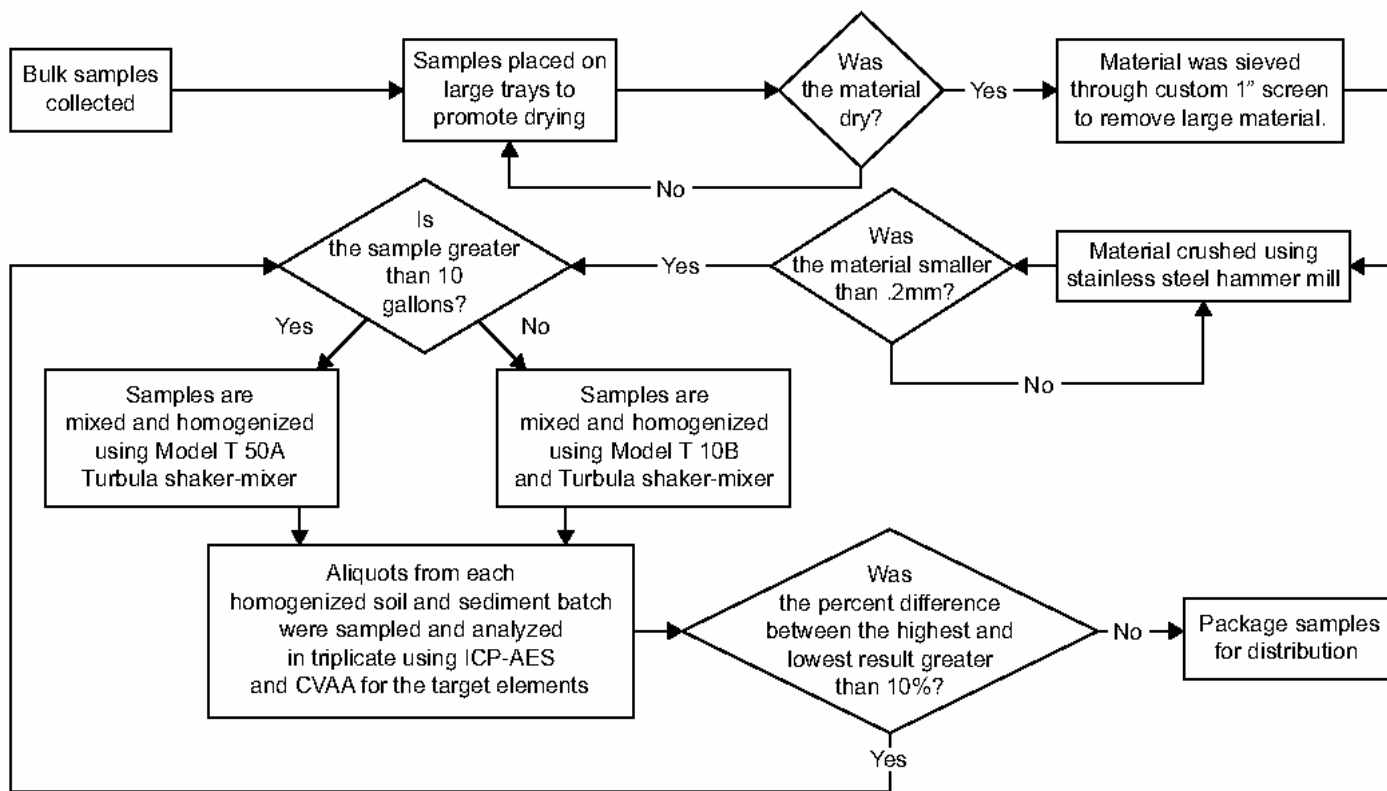 Bulk samples
collected
Samples placed on
large trays to
promote drying
Was
the material
dry?
Yes
Material was sieved
through custom 1” screen
to remove large material.
No
Is
the sample greater
than 10
gallons?
Yes
Was
the material smaller
than .2mm?
Material crushed using
stainless steel hammer mill
No
Yes
No
Samples are
mixed and homogenized
using Model T 50A
Turbula shaker-mixer
Samples are
mixed and homogenized
using Model T 10B
and Turbula shaker-mixer
Aliquots from each
homogenized soil and sediment batch
were sampled and analyzed
in triplicate using ICP-AES
and CVAA for the target elements
Was
the percent difference
between the highest and
lowest result greater
than 10%?
No
Package samples
for distribution
Yes